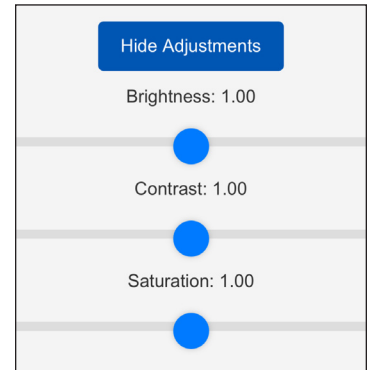 Hide Adjustments
Brightness: 1.00
Contrast: 1.00
Saturation: 1.00